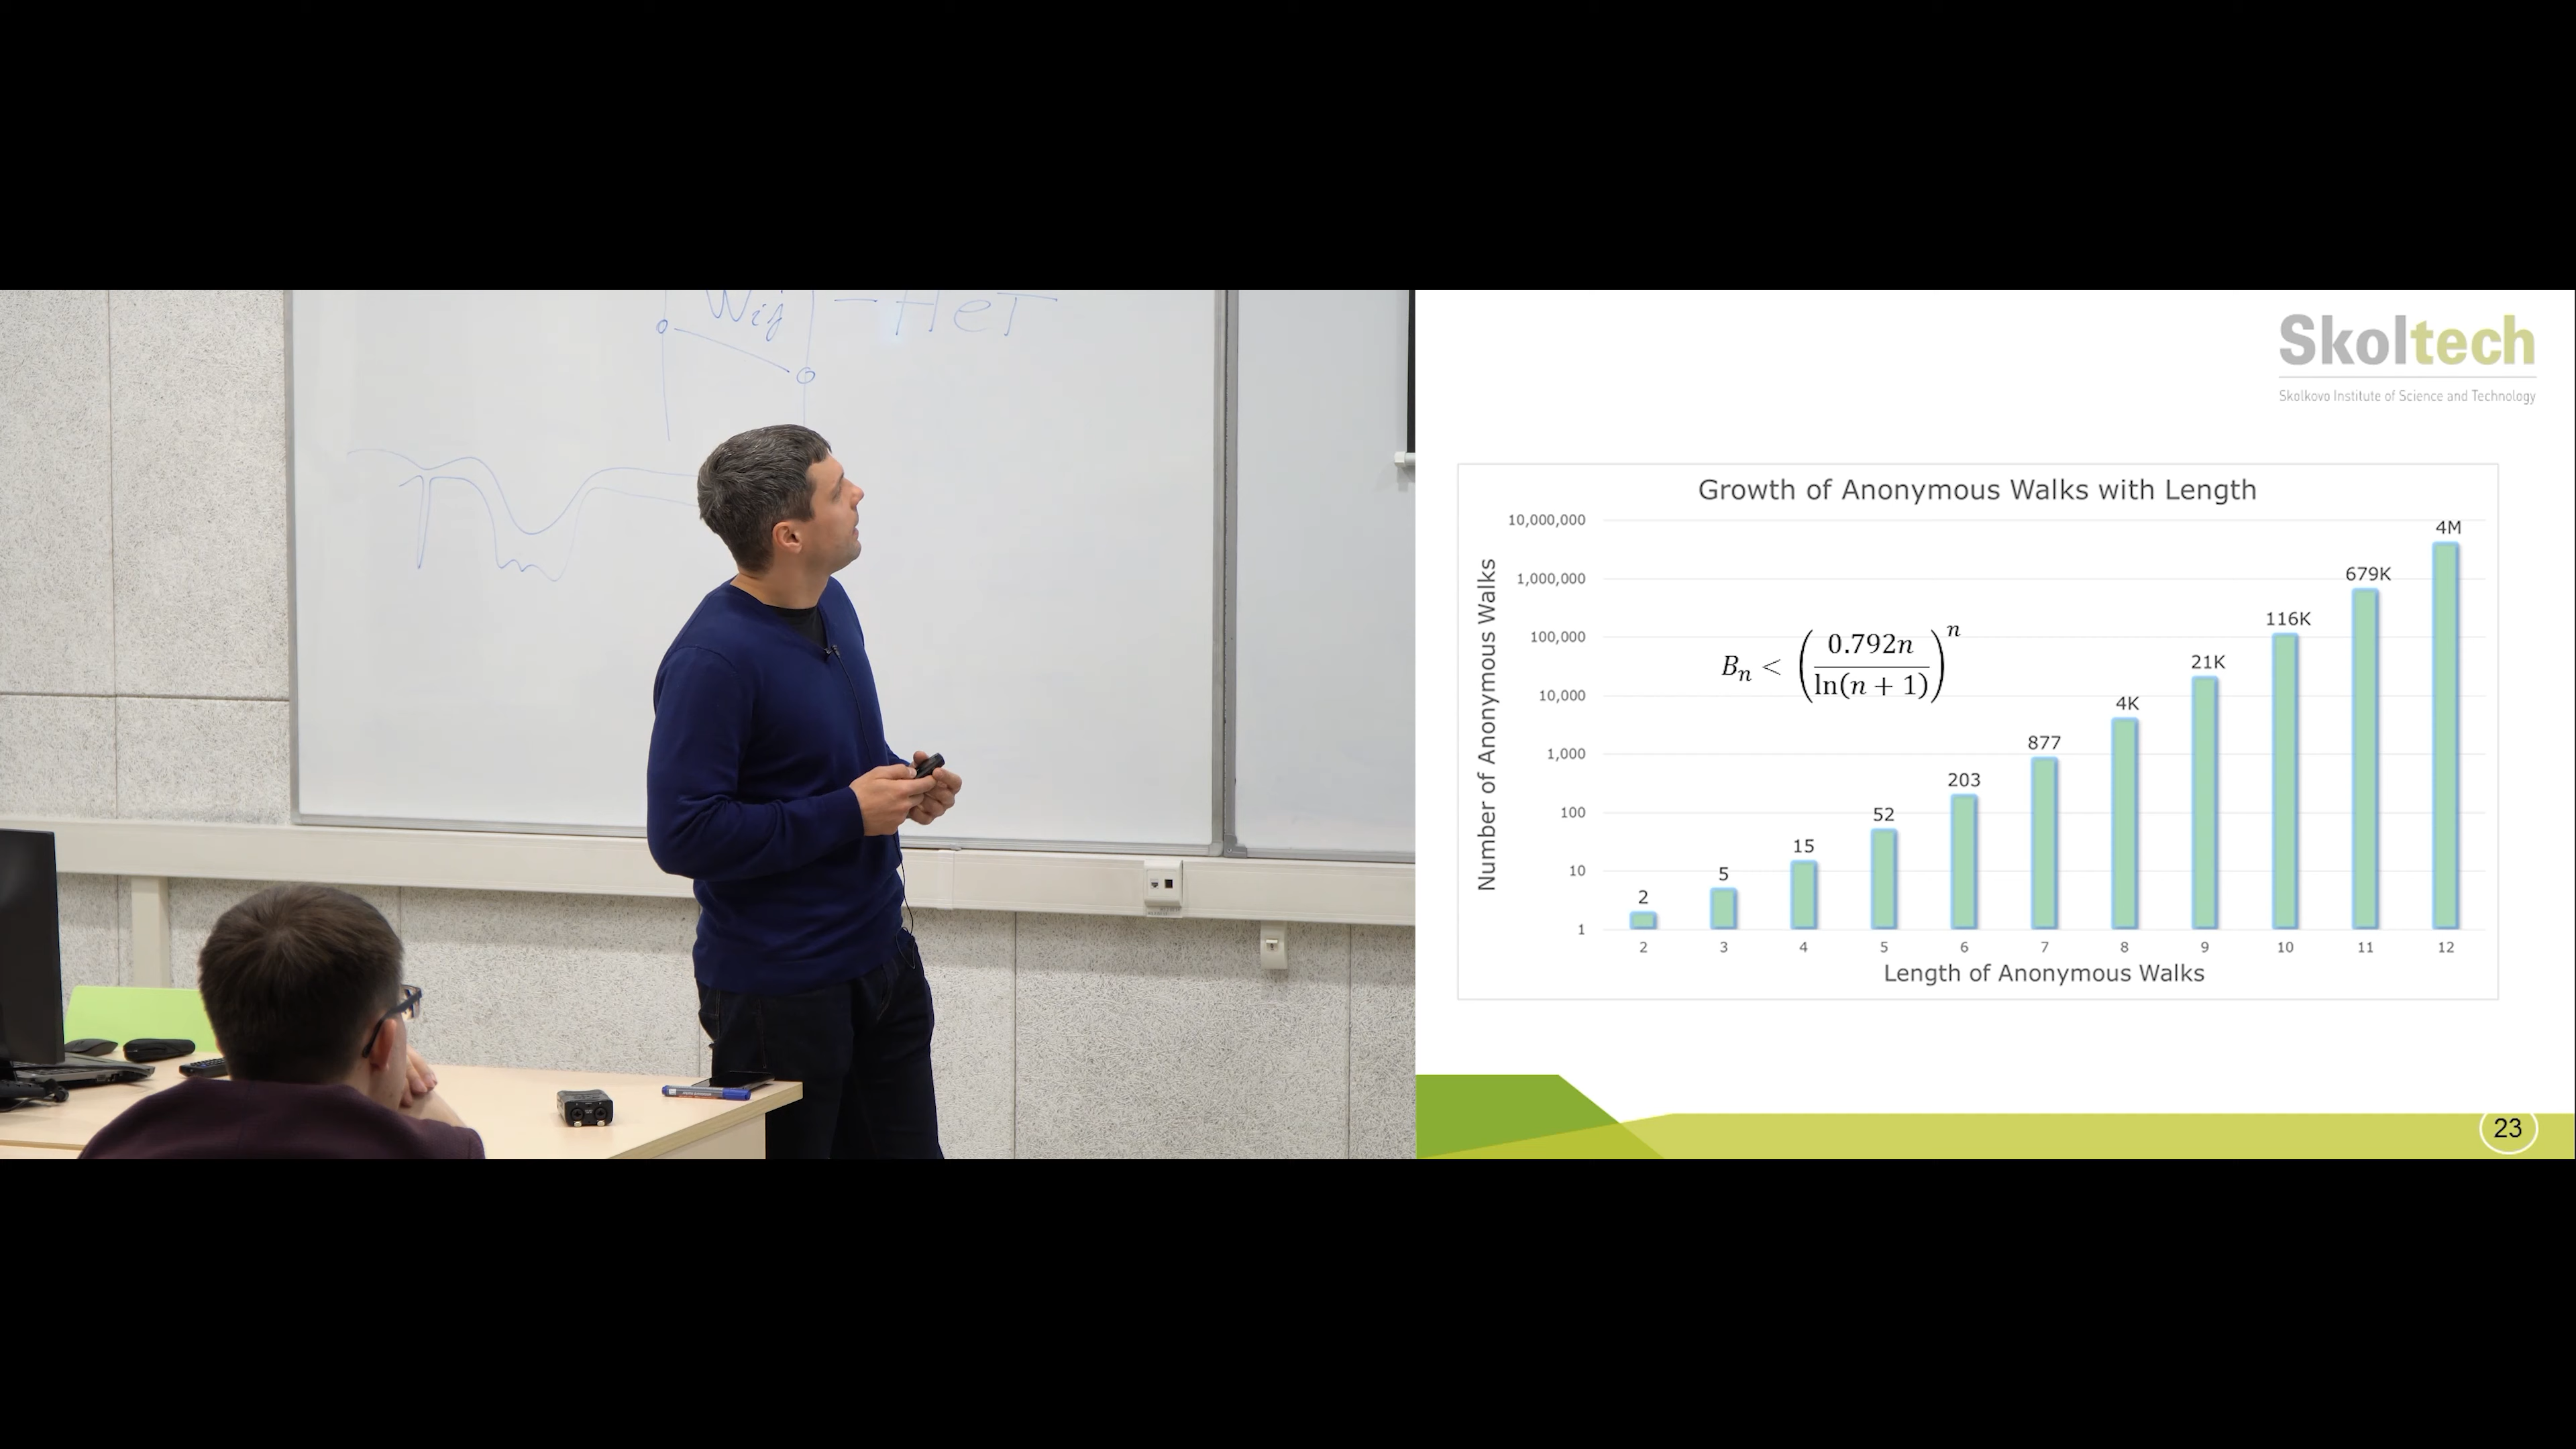 Wij - HeT
Skoltech
Skolkovo Institute of Science and Technology
Growth of Anonymous Walks with Length
Number of Anonymous Walks
10,000,000
1,000,000
100,000
10,000
1,000
100
10
1
B_n < (0.792n / ln(n + 1))^n
2
5
15
52
203
877
4K
21K
116K
679K
4M
2 3 4 5 6 7 8 9 10 11 12
Length of Anonymous Walks
23